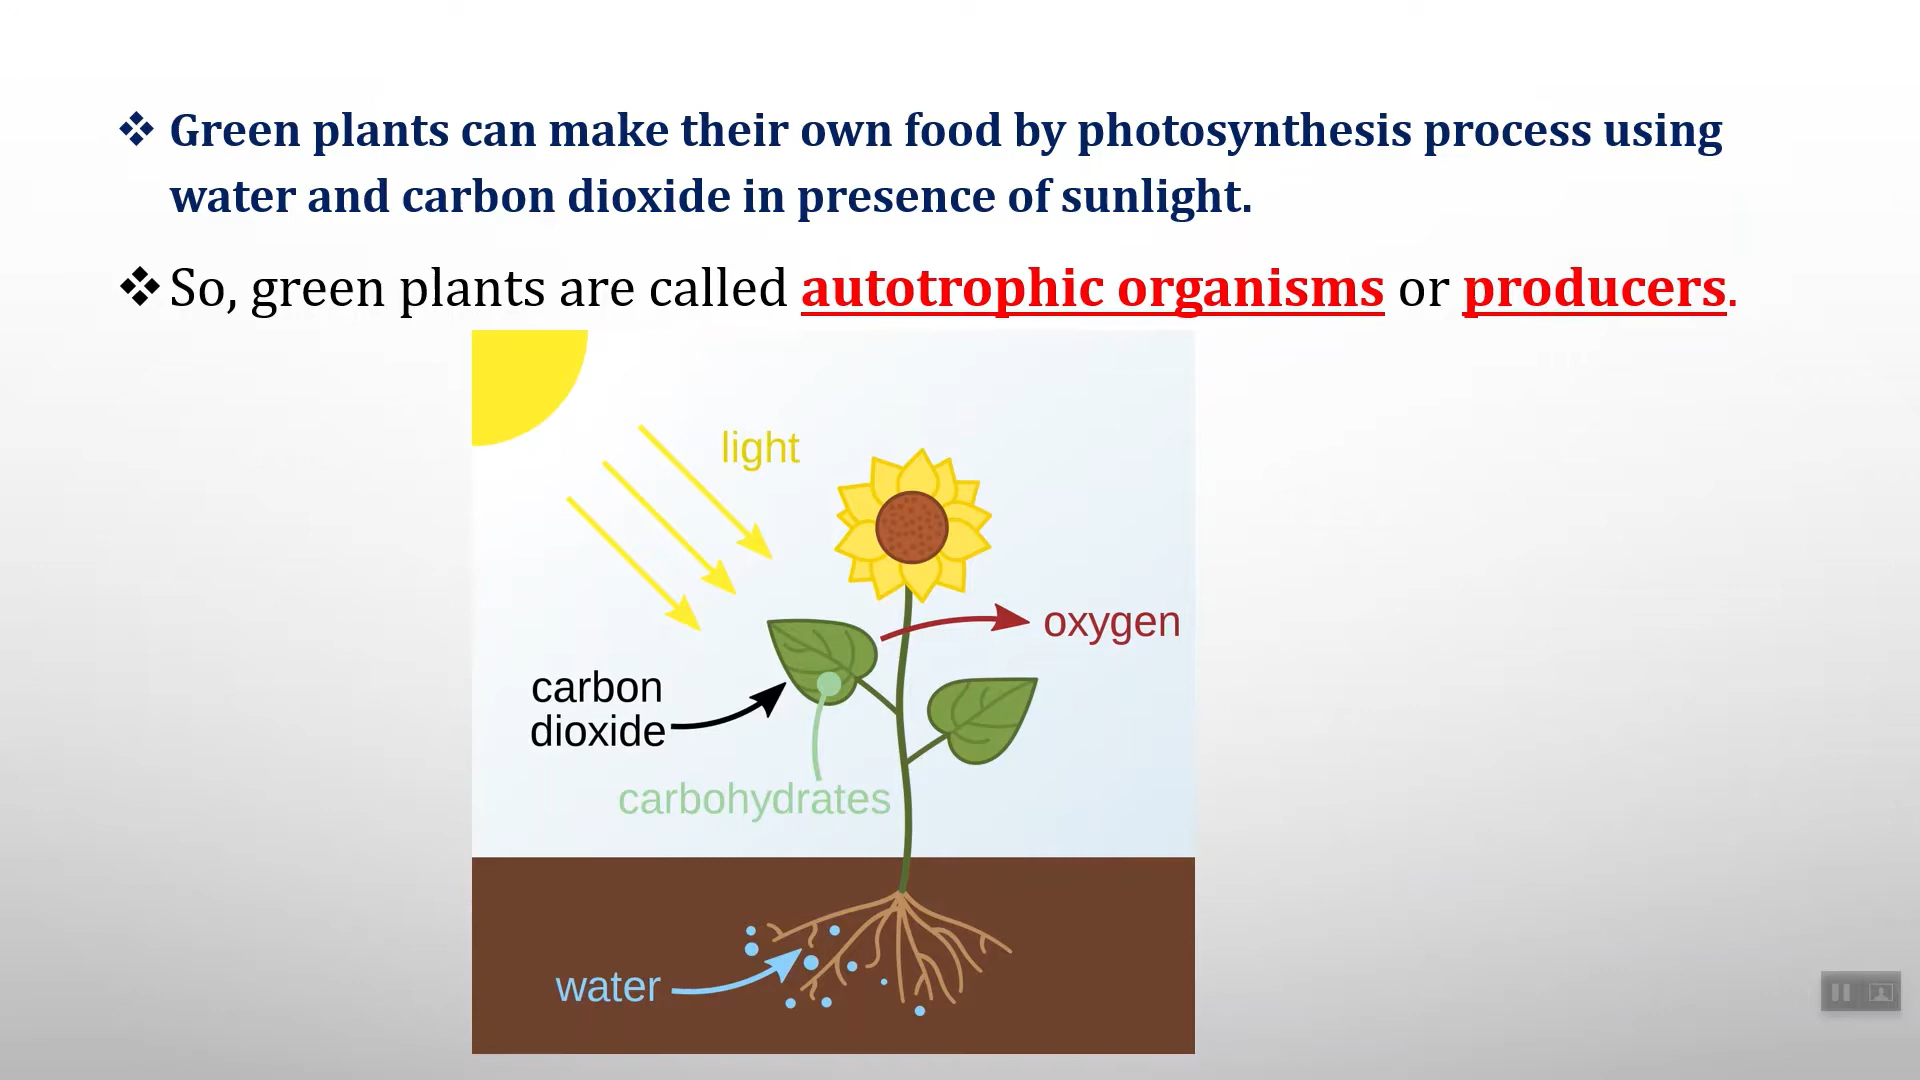 ❖ Green plants can make their own food by photosynthesis process using
water and carbon dioxide in presence of sunlight.
❖ So, green plants are called autotrophic organisms or producers.
light
oxygen
carbon
dioxide
carbohydrates
water